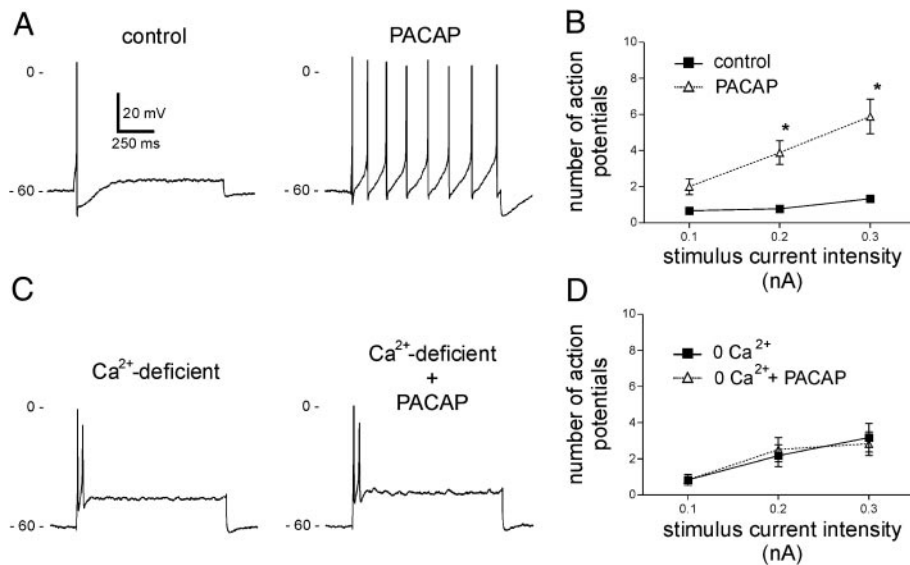 A
control
PACAP
0 -
0 -
20 mV
250 ms
- 60 -
- 60 -
B
number of action
potentials
10
8
6
4
2
0
control
PACAP
*
*
0.1
0.2
0.3
stimulus current intensity
(nA)
C
Ca2+-deficient
Ca2+-deficient
+
PACAP
0 -
0 -
- 60 -
- 60 -
D
number of action
potentials
10
8
6
4
2
0
0 Ca2+
0 Ca2++ PACAP
0.1
0.2
0.3
stimulus current intensity
(nA)